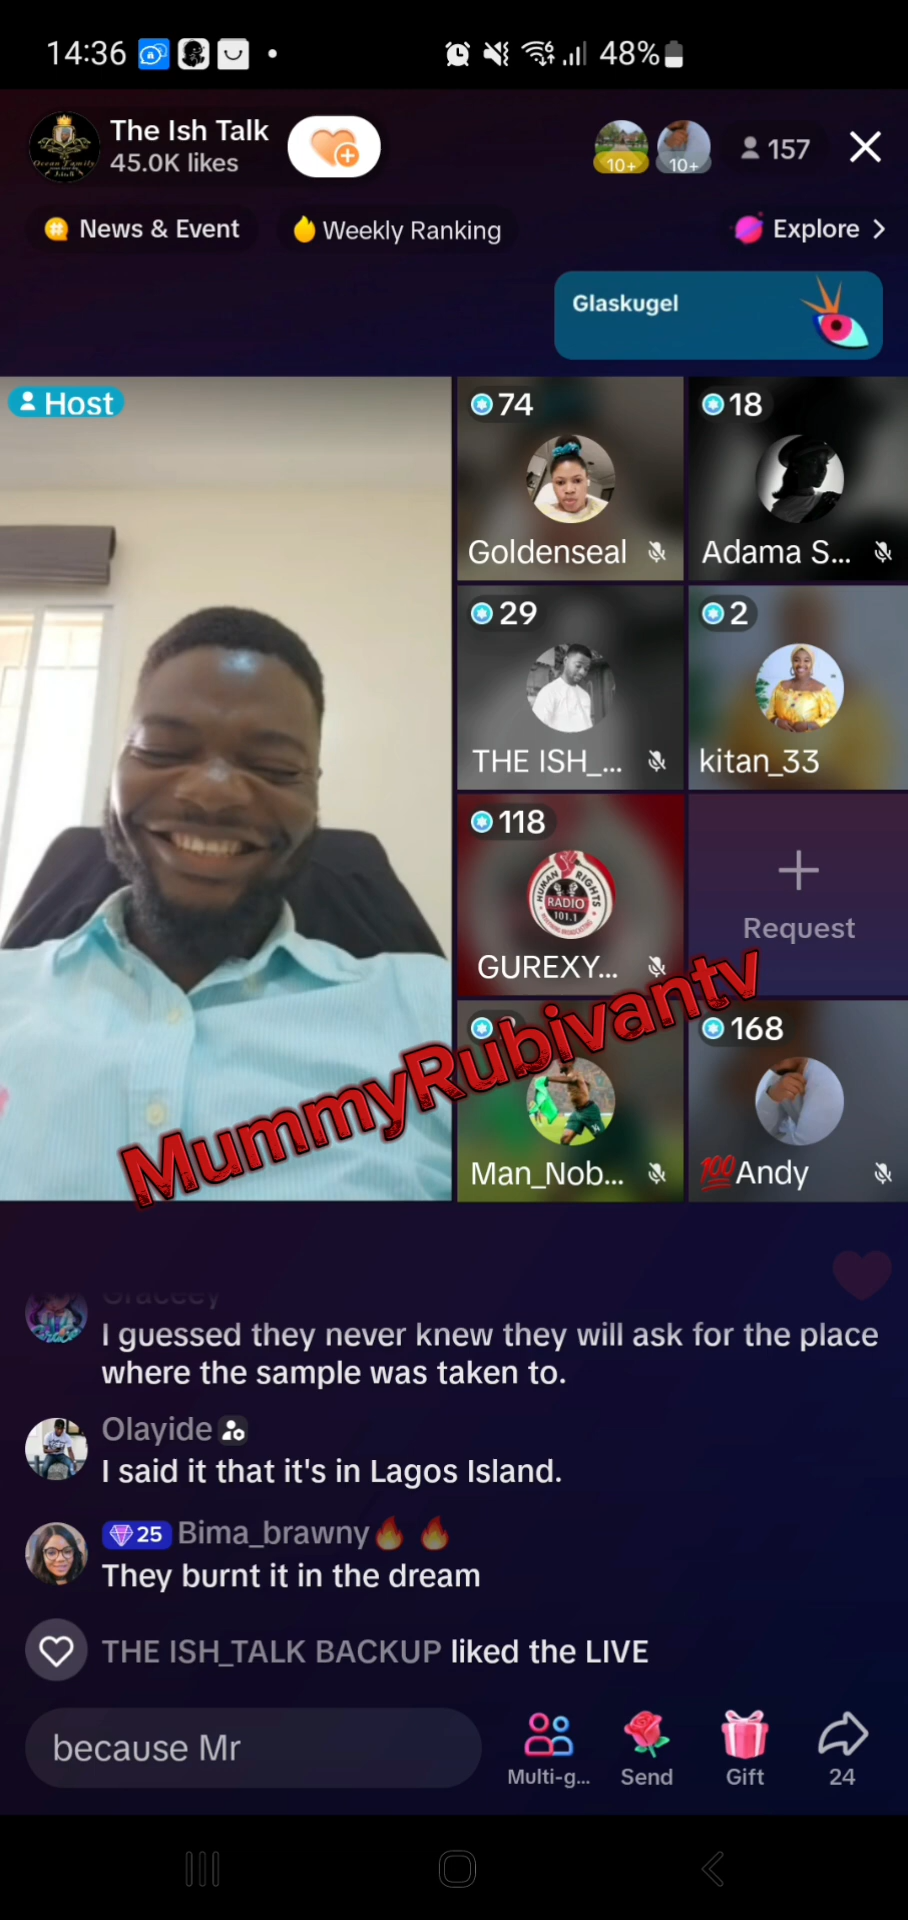 14:36
48%
The Ish Talk
45.0K likes
10+
10+
157
News & Event
Weekly Ranking
Explore
Glaskugel
Host
74
18
Goldenseal
Adama S...
29
2
THE ISH_...
kitan_33
118
HUMAN RIGHTS
RADIO
101.1
Request
GUREXY...
MummyRubivantv
168
Man_Nob...
💯Andy
Graceey
I guessed they never knew they will ask for the place
where the sample was taken to.
Olayide
I said it that it's in Lagos Island.
25 Bima_brawny🔥 🔥
They burnt it in the dream
THE ISH_TALK BACKUP liked the LIVE
because Mr
Multi-g...
Send
Gift
24